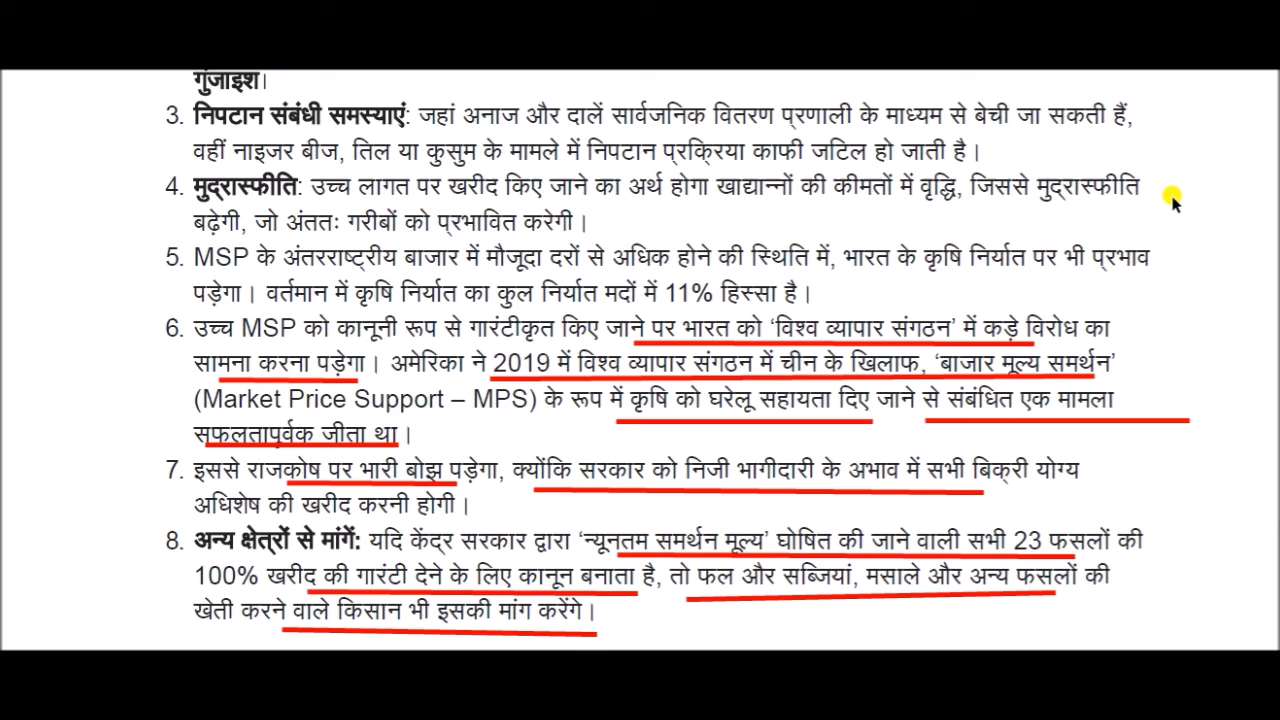 गुंजाइश।
3. निपटान संबंधी समस्याएं: जहां अनाज और दालें सार्वजनिक वितरण प्रणाली के माध्यम से बेची जा सकती हैं,
वहीं नाइजर बीज, तिल या कुसुम के मामले में निपटान प्रक्रिया काफी जटिल हो जाती है।
4. मुद्रास्फीति: उच्च लागत पर खरीद किए जाने का अर्थ होगा खाद्यान्नों की कीमतों में वृद्धि, जिससे मुद्रास्फीति
बढ़ेगी, जो अंततः गरीबों को प्रभावित करेगी।
5. MSP के अंतरराष्ट्रीय बाजार में मौजूदा दरों से अधिक होने की स्थिति में, भारत के कृषि निर्यात पर भी प्रभाव
पड़ेगा। वर्तमान में कृषि निर्यात का कुल निर्यात मदों में 11% हिस्सा है।
6. उच्च MSP को कानूनी रूप से गारंटीकृत किए जाने पर भारत को ‘विश्व व्यापार संगठन’ में कड़े विरोध का
सामना करना पड़ेगा। अमेरिका ने 2019 में विश्व व्यापार संगठन में चीन के खिलाफ, ‘बाजार मूल्य समर्थन’
(Market Price Support – MPS) के रूप में कृषि को घरेलू सहायता दिए जाने से संबंधित एक मामला
सफलतापूर्वक जीता था।
7. इससे राजकोष पर भारी बोझ पड़ेगा, क्योंकि सरकार को निजी भागीदारी के अभाव में सभी बिक्री योग्य
अधिशेष की खरीद करनी होगी।
8. अन्य क्षेत्रों से मांगें: यदि केंद्र सरकार द्वारा ‘न्यूनतम समर्थन मूल्य’ घोषित की जाने वाली सभी 23 फसलों की
100% खरीद की गारंटी देने के लिए कानून बनाता है, तो फल और सब्जियां, मसाले और अन्य फसलों की
खेती करने वाले किसान भी इसकी मांग करेंगे।